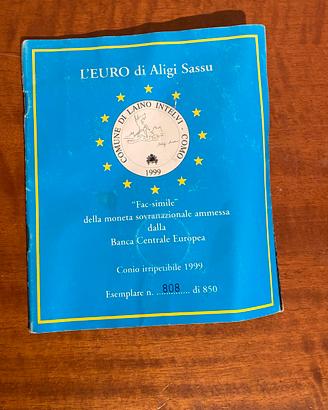 L'EURO di Aligi Sassu
COMUNE DI LAINO INTELVI - COMO
1999
"Fac-simile"
della moneta sovranazionale ammessa
dalla
Banca Centrale Europea
Conio irripetibile 1999
Esemplare n. 808 di 850